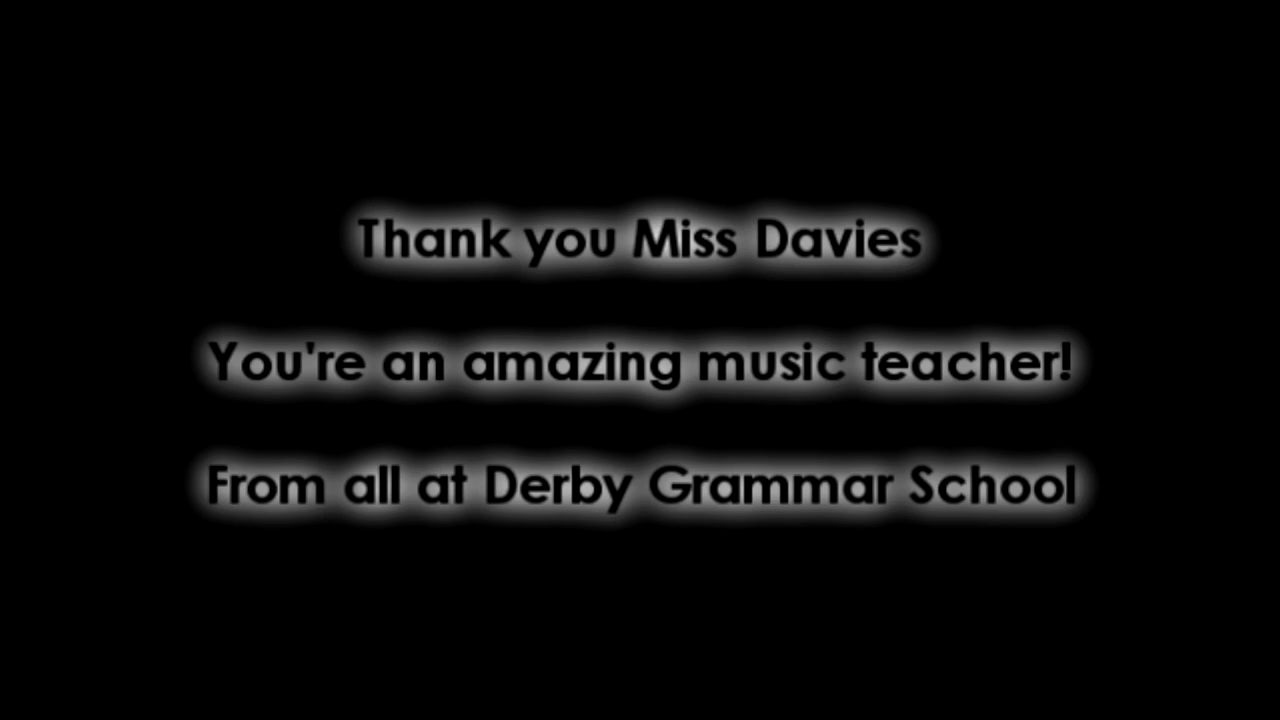 Thank you Miss Davies
You're an amazing music teacher!
From all at Derby Grammar School